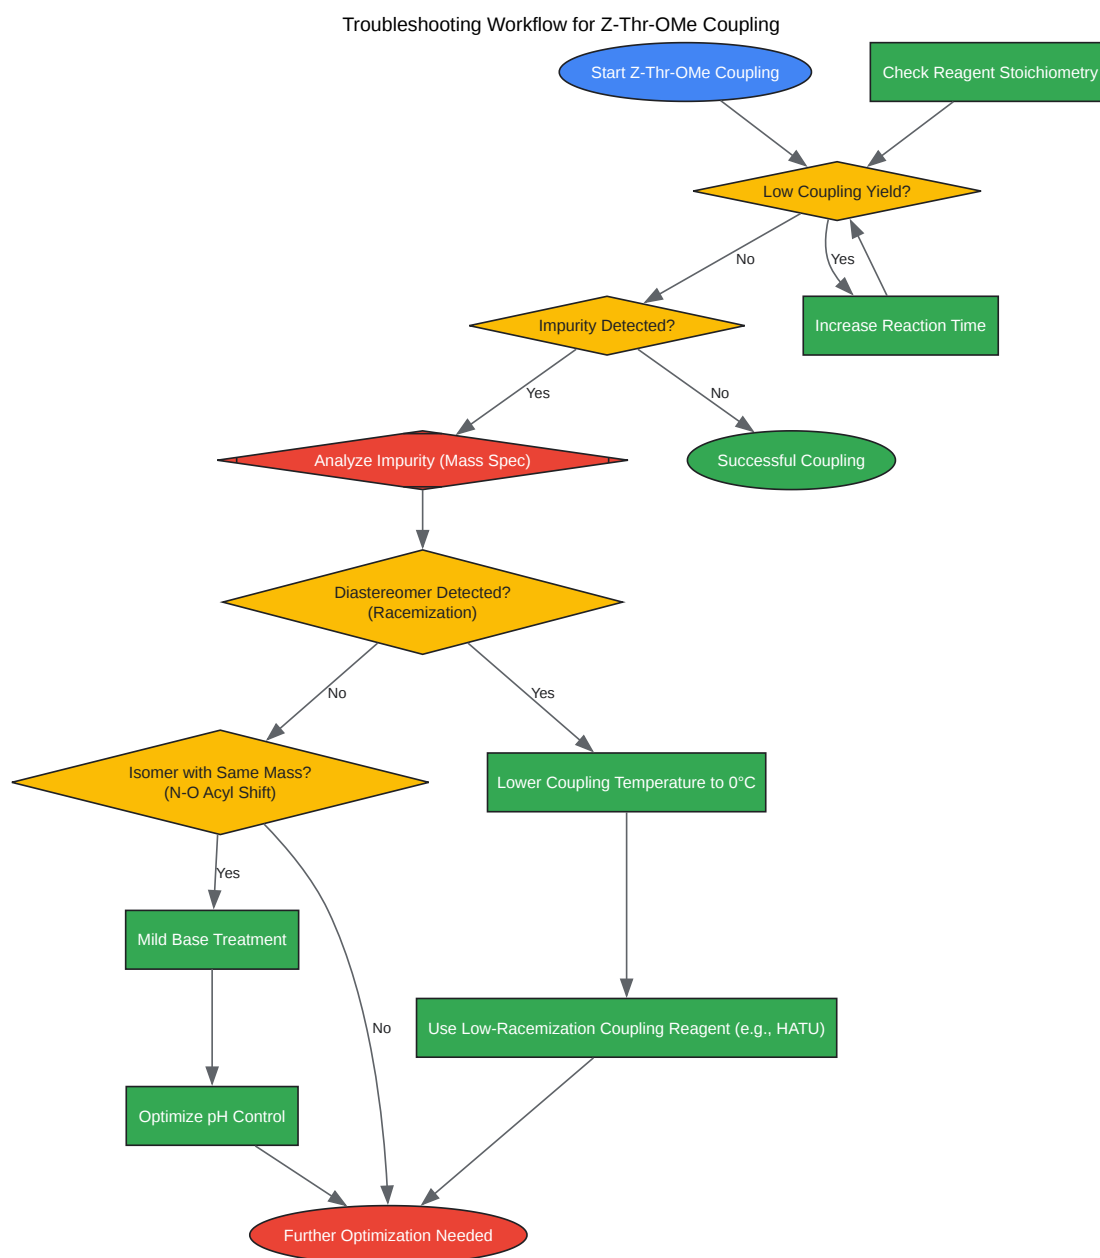 Troubleshooting Workflow for Z-Thr-OMe Coupling
Start Z-Thr-OMe Coupling
Check Reagent Stoichiometry
Low Coupling Yield?
No
Yes
Impurity Detected?
Increase Reaction Time
Yes
No
Analyze Impurity (Mass Spec)
Successful Coupling
Diastereomer Detected?
(Racemization)
No
Yes
Isomer with Same Mass?
(N-O Acyl Shift)
Lower Coupling Temperature to 0°C
Yes
Mild Base Treatment
No
Use Low-Racemization Coupling Reagent (e.g., HATU)
Optimize pH Control
Further Optimization Needed